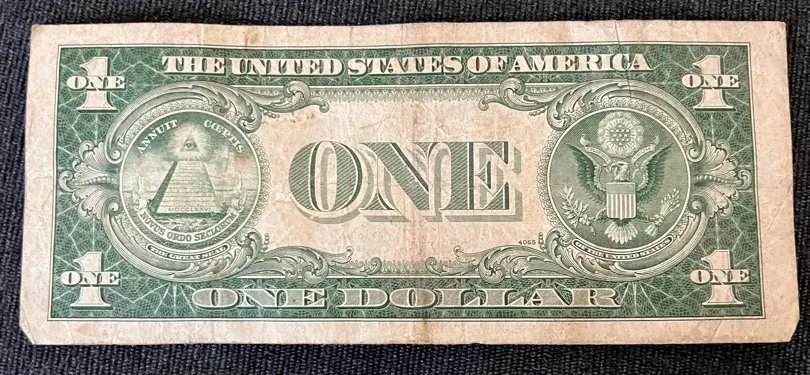 THE UNITED STATES OF AMERICA
1
ONE
1
ONE
ANNUIT CŒPTIS
NOVUS ORDO SECLORUM
THE GREAT SEAL
ONE
OF THE UNITED STATES
4065
1
ONE
1
ONE
ONE DOLLAR